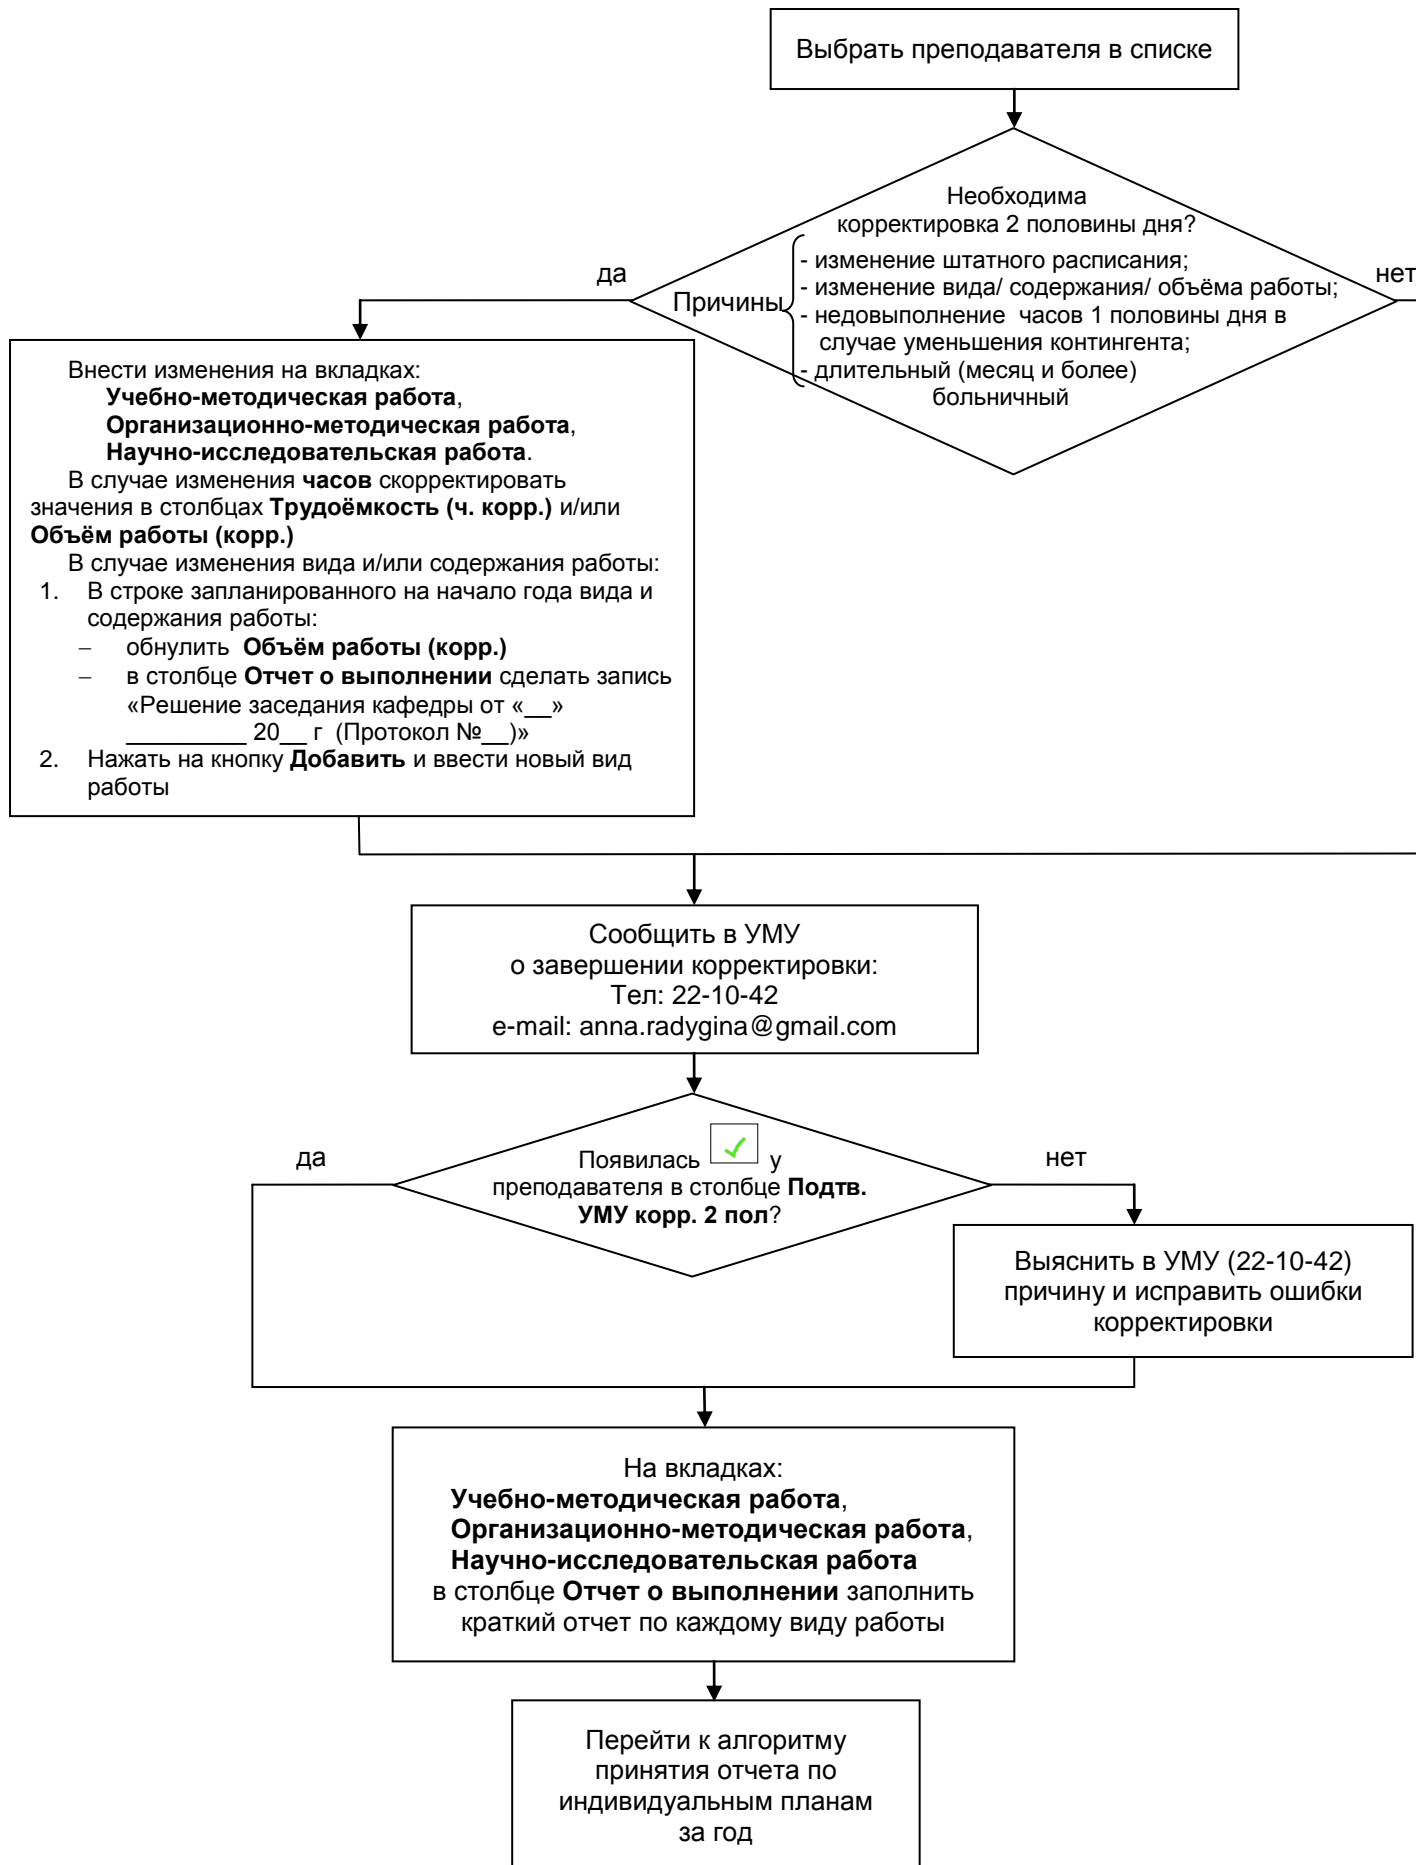 Выбрать преподавателя в списке
Необходима
корректировка 2 половины дня?
да
нет
Причины
- изменение штатного расписания;
- изменение вида/ содержания/ объёма работы;
- недовыполнение часов 1 половины дня в
случае уменьшения контингента;
- длительный (месяц и более)
больничный
Внести изменения на вкладках:
Учебно-методическая работа,
Организационно-методическая работа,
Научно-исследовательская работа.
В случае изменения часов скорректировать
значения в столбцах Трудоёмкость (ч. корр.) и/или
Объём работы (корр.)
В случае изменения вида и/или содержания работы:
1. В строке запланированного на начало года вида и
содержания работы:
– обнулить Объём работы (корр.)
– в столбце Отчет о выполнении сделать запись
«Решение заседания кафедры от «__»
_________ 20__ г (Протокол №__)»
2. Нажать на кнопку Добавить и ввести новый вид
работы
Сообщить в УМУ
о завершении корректировки:
Тел: 22-10-42
e-mail: anna.radygina@gmail.com
да
нет
Появилась ✓ у
преподавателя в столбце Подтв.
УМУ корр. 2 пол?
Выяснить в УМУ (22-10-42)
причину и исправить ошибки
корректировки
На вкладках:
Учебно-методическая работа,
Организационно-методическая работа,
Научно-исследовательская работа
в столбце Отчет о выполнении заполнить
краткий отчет по каждому виду работы
Перейти к алгоритму
принятия отчета по
индивидуальным планам
за год